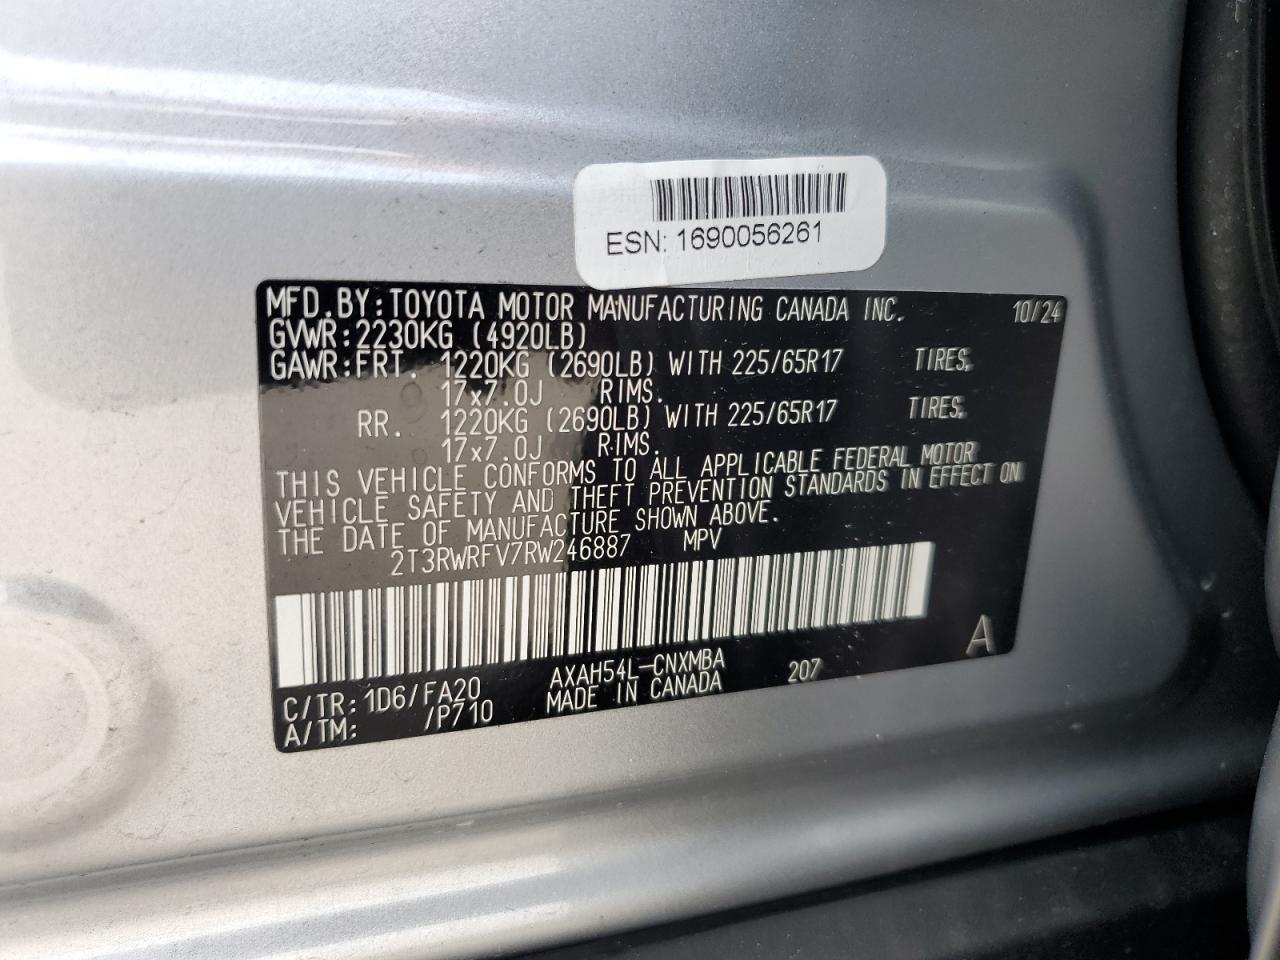 ESN: 1690056261
MFD. BY: TOYOTA MOTOR MANUFACTURING CANADA INC. 10/24
GVWR: 2230KG (4920LB)
GAWR: FRT. 1220KG (2690LB) WITH 225/65R17 TIRES,
17x7.0J RIMS.
RR. 1220KG (2690LB) WITH 225/65R17 TIRES,
17x7.0J RIMS.
THIS VEHICLE CONFORMS TO ALL APPLICABLE FEDERAL MOTOR
VEHICLE SAFETY AND THEFT PREVENTION STANDARDS IN EFFECT ON
THE DATE OF MANUFACTURE SHOWN ABOVE.
2T3RWRFV7RW246887 MPV
A
C/TR: 1D6/FA20 AXAH54L-CNXMBA 207
A/TM: /P710 MADE IN CANADA